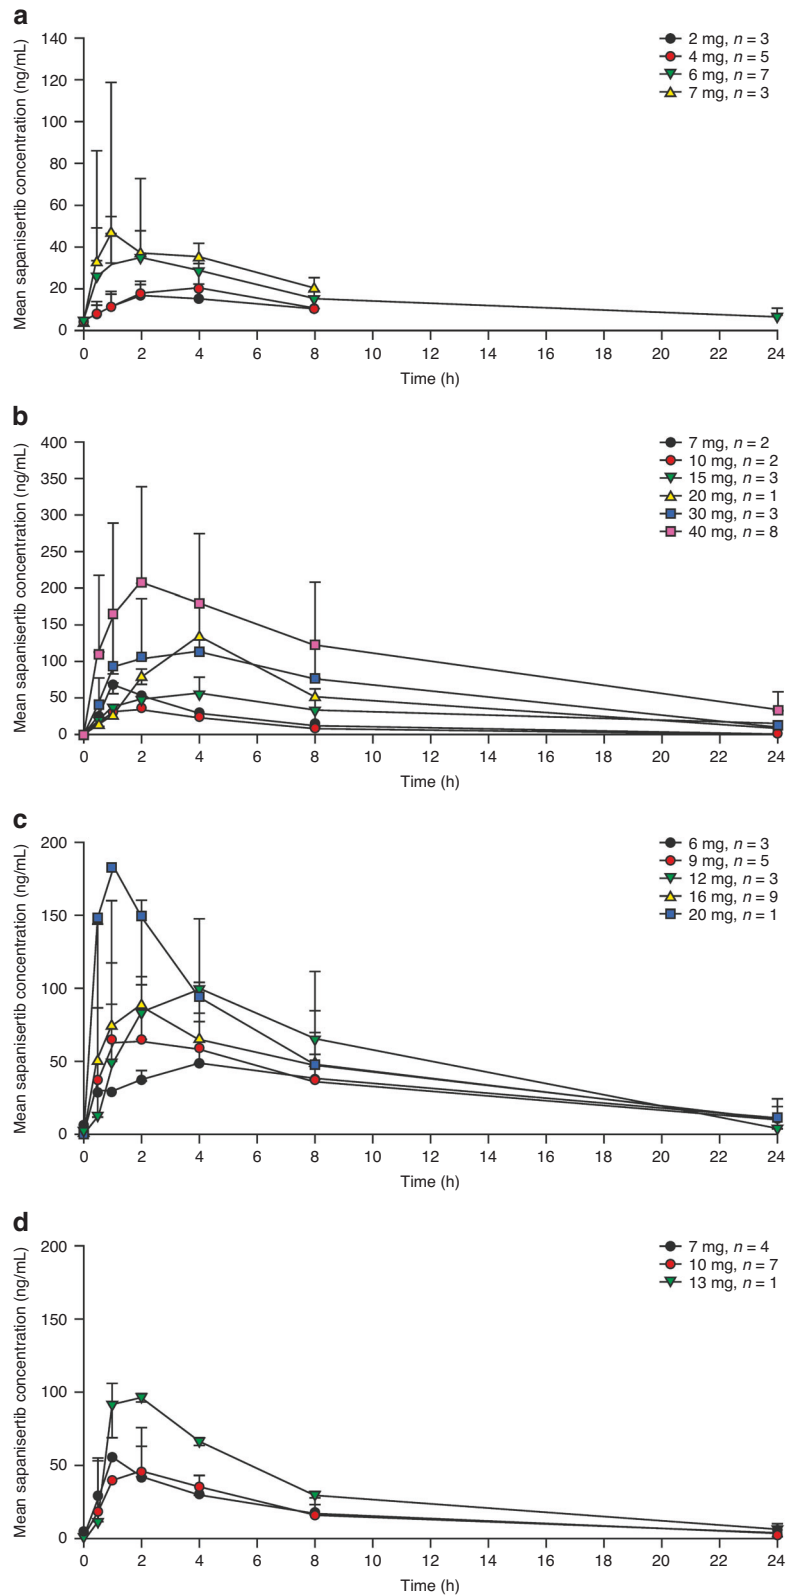 a
Mean sapanisertib concentration (ng/mL)
140
120
100
80
60
40
20
0
0 2 4 6 8 10 12 14 16 18 20 22 24
Time (h)
2 mg, n = 3
4 mg, n = 5
6 mg, n = 7
7 mg, n = 3
b
Mean sapanisertib concentration (ng/mL)
400
350
300
250
200
150
100
50
0
0 2 4 6 8 10 12 14 16 18 20 22 24
Time (h)
7 mg, n = 2
10 mg, n = 2
15 mg, n = 3
20 mg, n = 1
30 mg, n = 3
40 mg, n = 8
c
Mean sapanisertib concentration (ng/mL)
200
150
100
50
0
0 2 4 6 8 10 12 14 16 18 20 22 24
Time (h)
6 mg, n = 3
9 mg, n = 5
12 mg, n = 3
16 mg, n = 9
20 mg, n = 1
d
Mean sapanisertib concentration (ng/mL)
200
150
100
50
0
0 2 4 6 8 10 12 14 16 18 20 22 24
Time (h)
7 mg, n = 4
10 mg, n = 7
13 mg, n = 1